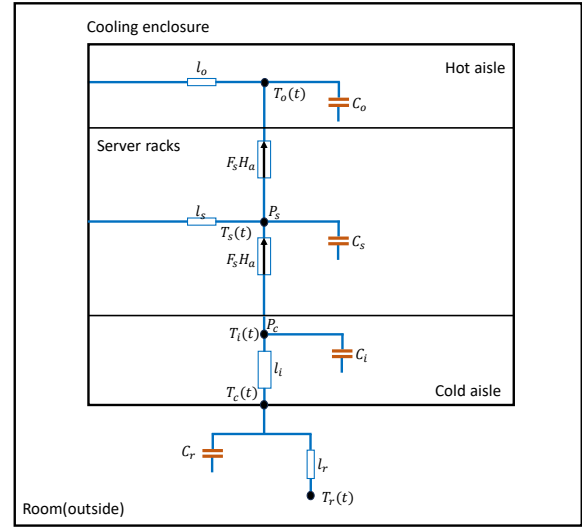 Cooling enclosure
l_o
Hot aisle
T_o(t)
C_o
Server racks
F_sH_a
l_s
P_s
T_s(t)
C_s
F_sH_a
P_c
T_i(t)
C_i
l_i
T_c(t)
Cold aisle
C_r
l_r
T_r(t)
Room(outside)